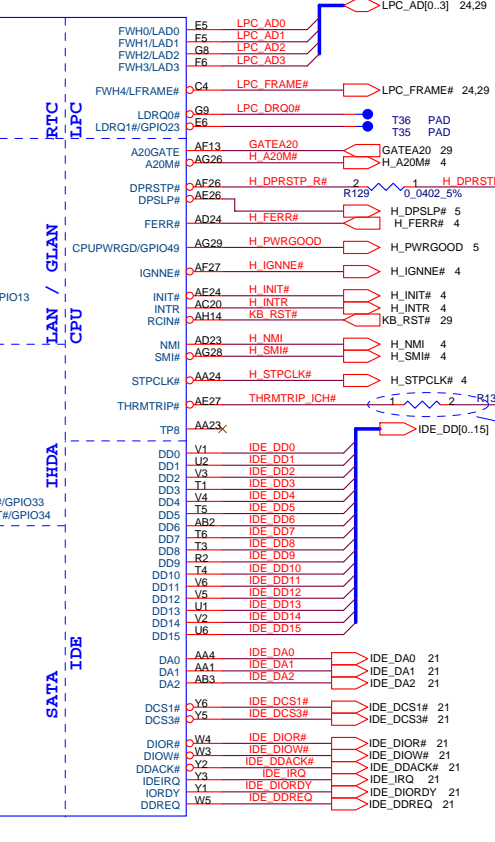 LPC_AD[0..3] 24,29
FWH0/LAD0 E5 LPC_AD0
FWH1/LAD1 F5 LPC_AD1
FWH2/LAD2 G8 LPC_AD2
FWH3/LAD3 F6 LPC_AD3
FWH4/LFRAME# C4 LPC_FRAME# LPC_FRAME# 24,29
LDRQ0# G9 LPC_DRQ0# T36 PAD
LDRQ1#/GPIO23 E6 T35 PAD
RTC LPC
A20GATE AF13 GATEA20 GATEA20 29
A20M# AG26 H_A20M# H_A20M# 4
DPRSTP# AF26 H_DPRSTP_R# 2 1
R129 0_0402_5%
DPSLP# AE26 H_DPSLP# 5
FERR# AD24 H_FERR# H_FERR# 4
CPUPWRGD/GPIO49 AG29 H_PWRGOOD H_PWRGOOD 5
IGNNE# AF27 H_IGNNE# H_IGNNE# 4
INIT# AE24 H_INIT# H_INIT# 4
INTR AC20 H_INTR H_INTR 4
RCIN# AH14 KB_RST# KB_RST# 29
LAN / GLAN CPU
NMI AD23 H_NMI H_NMI 4
SMI# AG28 H_SMI# H_SMI# 4
STPCLK# AA24 H_STPCLK# H_STPCLK# 4
THRMTRIP# AE27 THRMTRIP_ICH# 1 2
TP8 AA23
IDE_DD[0..15]
IHDA
DD0 V1 IDE_DD0
DD1 U2 IDE_DD1
DD2 V3 IDE_DD2
DD3 T1 IDE_DD3
DD4 V4 IDE_DD4
DD5 T5 IDE_DD5
DD6 AB2 IDE_DD6
DD7 T6 IDE_DD7
DD8 T3 IDE_DD8
DD9 R2 IDE_DD9
DD10 T4 IDE_DD10
DD11 V6 IDE_DD11
DD12 V5 IDE_DD12
DD13 U1 IDE_DD13
DD14 V2 IDE_DD14
DD15 U6 IDE_DD15
SATA IDE
DA0 AA4 IDE_DA0 IDE_DA0 21
DA1 AA1 IDE_DA1 IDE_DA1 21
DA2 AB3 IDE_DA2 IDE_DA2 21
DCS1# Y6 IDE_DCS1# IDE_DCS1# 21
DCS3# Y5 IDE_DCS3# IDE_DCS3# 21
DIOR# W4 IDE_DIOR# IDE_DIOR# 21
DIOW# W3 IDE_DIOW# IDE_DIOW# 21
DDACK# Y2 IDE_DDACK# IDE_DDACK# 21
IDEIRQ Y3 IDE_IRQ IDE_IRQ 21
IORDY Y1 IDE_DIORDY IDE_DIORDY 21
DDREQ W5 IDE_DDREQ IDE_DDREQ 21